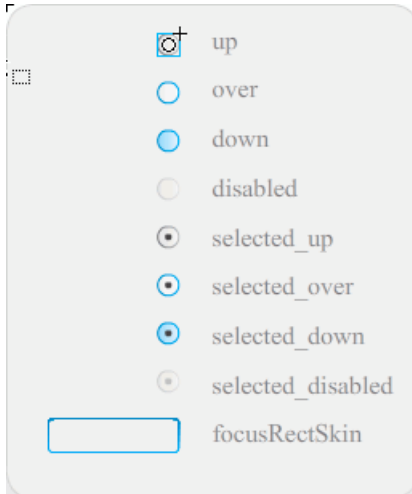 up
over
down
disabled
selected_up
selected_over
selected_down
selected_disabled
focusRectSkin